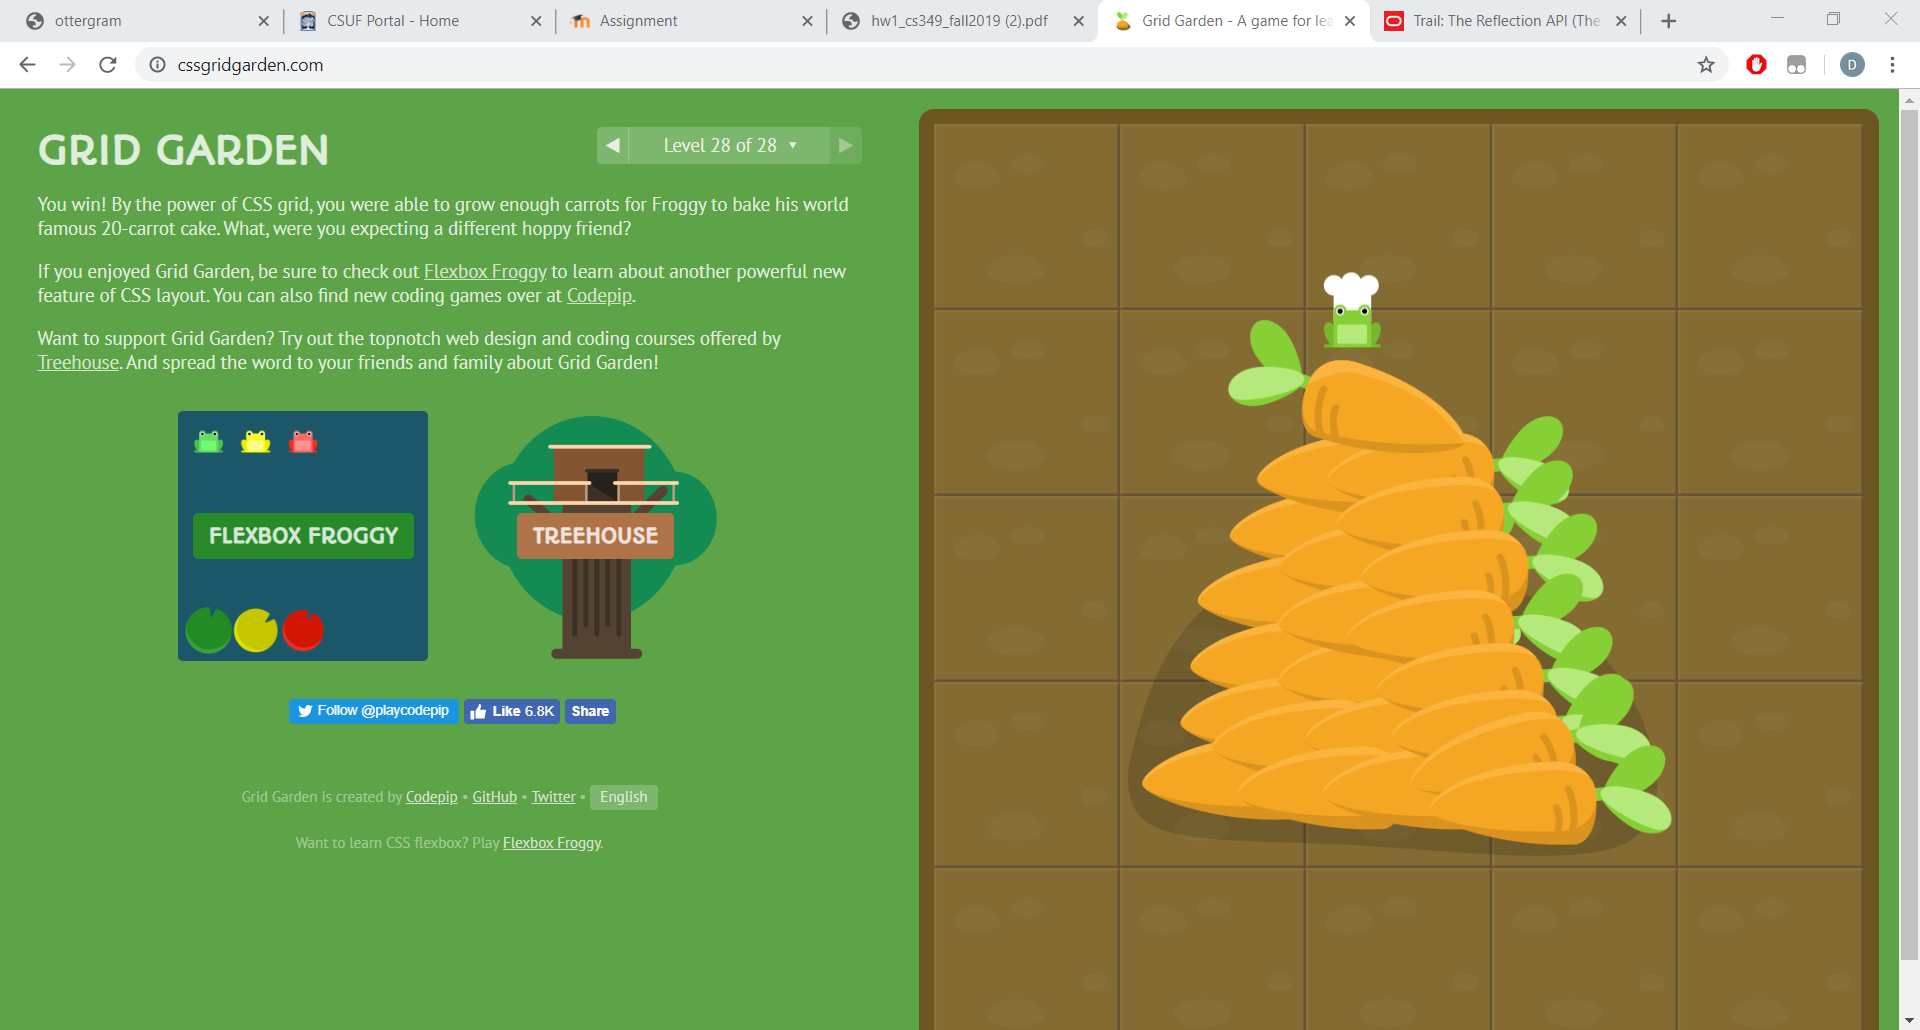 ottergram
CSUF Portal - Home
Assignment
hw1_cs349_fall2019 (2).pdf
Grid Garden - A game for lea
Trail: The Reflection API (The
cssgridgarden.com
D
GRID GARDEN
Level 28 of 28
You win! By the power of CSS grid, you were able to grow enough carrots for Froggy to bake his world
famous 20-carrot cake. What, were you expecting a different hoppy friend?
If you enjoyed Grid Garden, be sure to check out Flexbox Froggy to learn about another powerful new
feature of CSS layout. You can also find new coding games over at Codepip.
Want to support Grid Garden? Try out the topnotch web design and coding courses offered by
Treehouse. And spread the word to your friends and family about Grid Garden!
FLEXBOX FROGGY
TREEHOUSE
Follow @playcodepip
Like 6.8K
Share
Grid Garden is created by Codepip • GitHub • Twitter • English
Want to learn CSS flexbox? Play Flexbox Froggy.